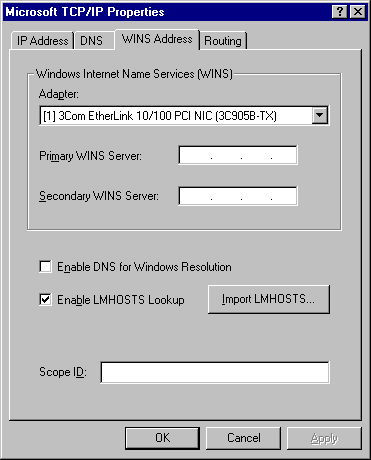 Microsoft TCP/IP Properties
IP Address DNS WINS Address Routing
Windows Internet Name Services (WINS)
Adapter:
[1] 3Com EtherLink 10/100 PCI NIC (3C905B-TX)
Primary WINS Server: . . .
Secondary WINS Server: . . .
Enable DNS for Windows Resolution
Enable LMHOSTS Lookup Import LMHOSTS...
Scope ID:
OK Cancel Apply